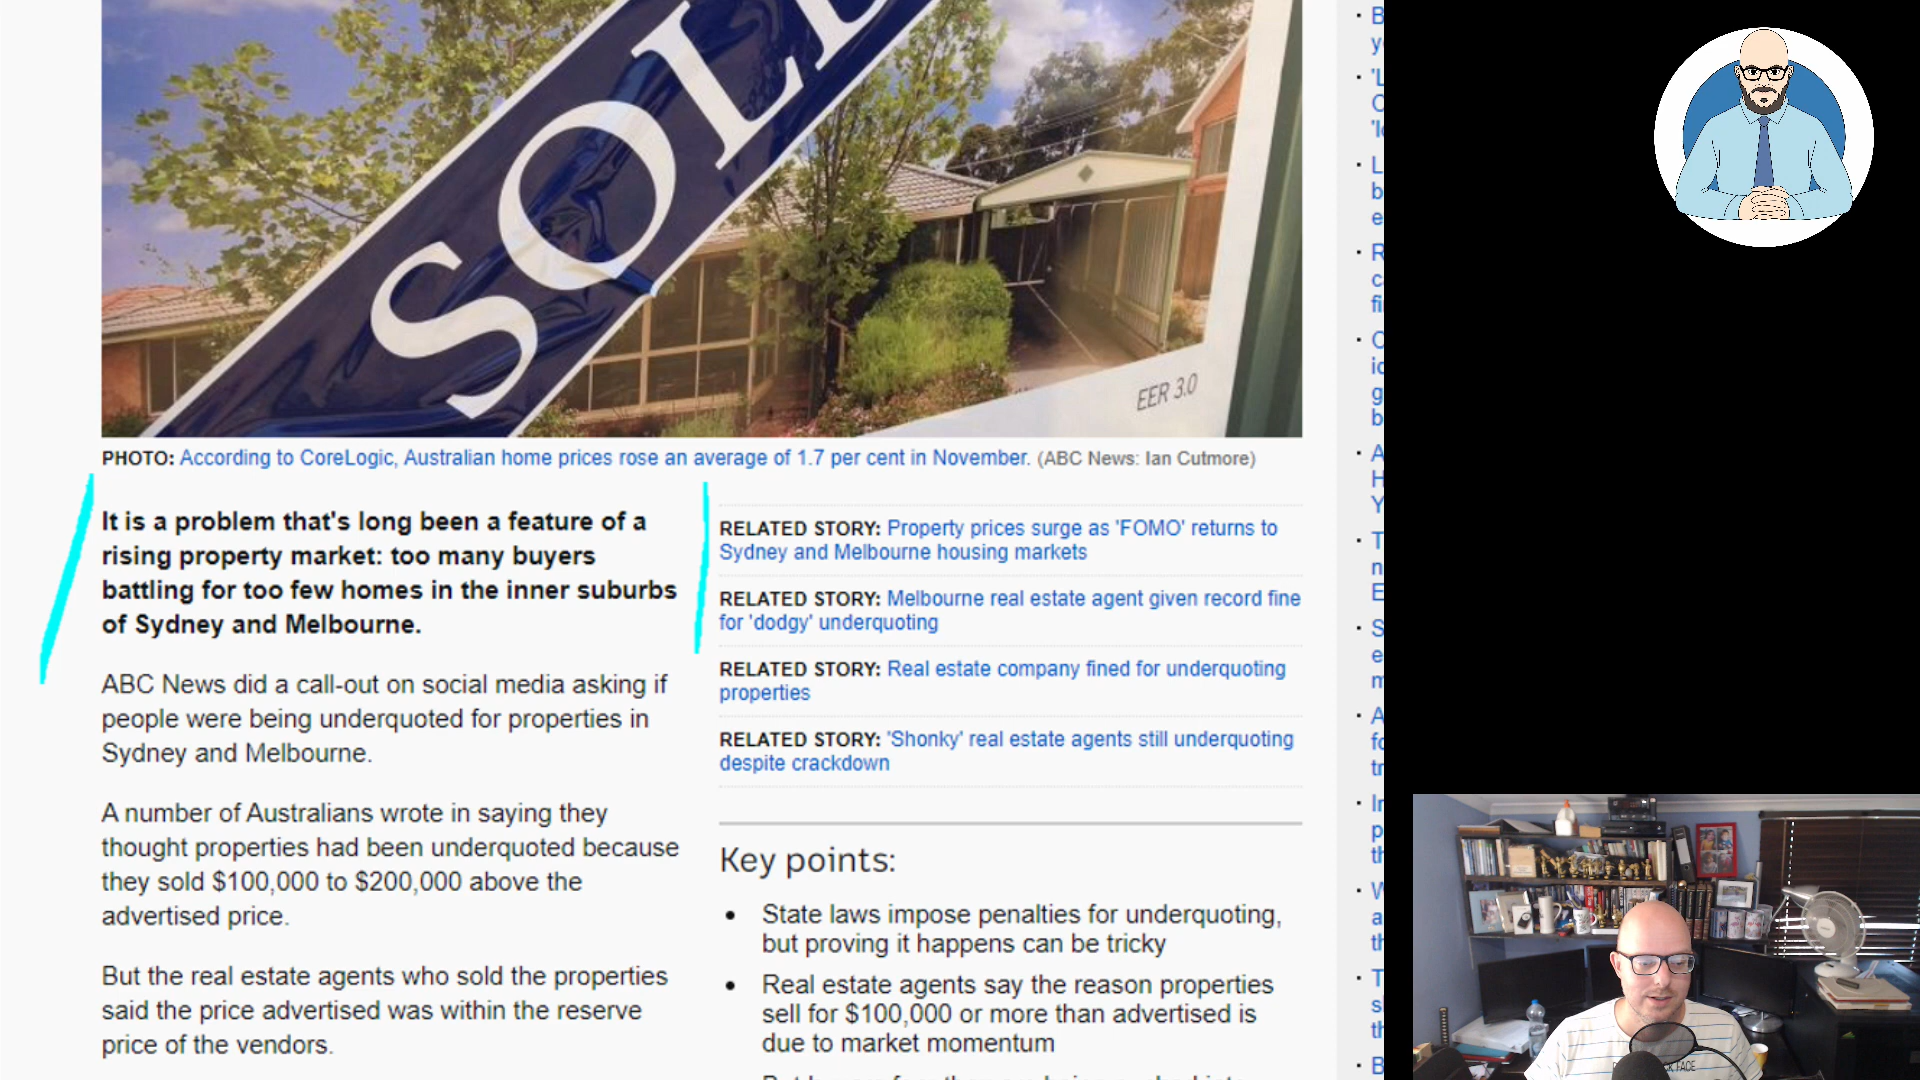 SOL
EER 3.0
PHOTO: According to CoreLogic, Australian home prices rose an average of 1.7 per cent in November. (ABC News: Ian Cutmore)
It is a problem that's long been a feature of a
rising property market: too many buyers
battling for too few homes in the inner suburbs
of Sydney and Melbourne.
ABC News did a call-out on social media asking if
people were being underquoted for properties in
Sydney and Melbourne.
A number of Australians wrote in saying they
thought properties had been underquoted because
they sold $100,000 to $200,000 above the
advertised price.
But the real estate agents who sold the properties
said the price advertised was within the reserve
price of the vendors.
RELATED STORY: Property prices surge as 'FOMO' returns to
Sydney and Melbourne housing markets
RELATED STORY: Melbourne real estate agent given record fine
for 'dodgy' underquoting
RELATED STORY: Real estate company fined for underquoting
properties
RELATED STORY: 'Shonky' real estate agents still underquoting
despite crackdown
Key points:
• State laws impose penalties for underquoting,
but proving it happens can be tricky
• Real estate agents say the reason properties
sell for $100,000 or more than advertised is
due to market momentum